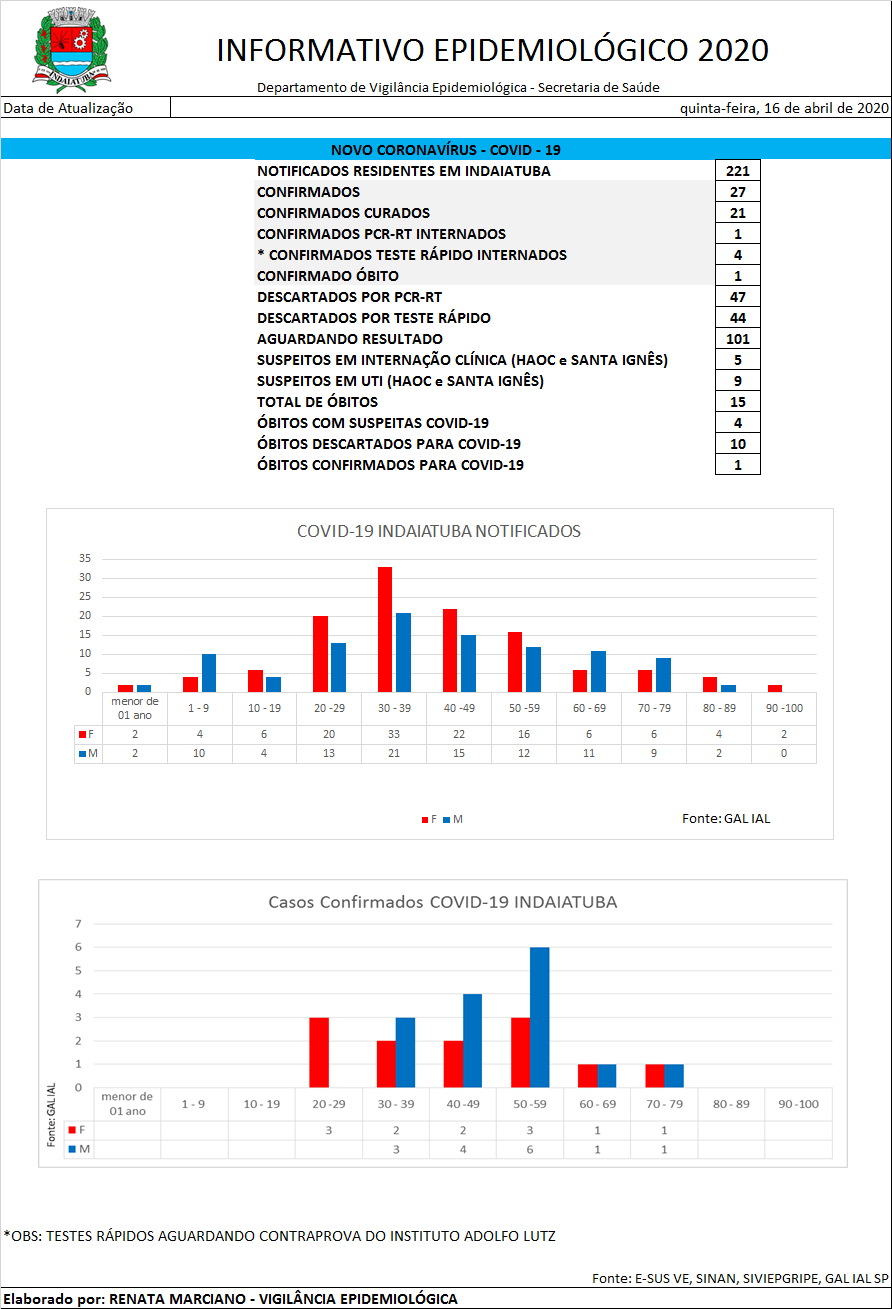 INDAIATUBA
INFORMATIVO EPIDEMIOLÓGICO 2020
Departamento de Vigilância Epidemiológica - Secretaria de Saúde
Data de Atualização quinta-feira, 16 de abril de 2020
NOVO CORONAVÍRUS - COVID - 19
NOTIFICADOS RESIDENTES EM INDAIATUBA 221
CONFIRMADOS 27
CONFIRMADOS CURADOS 21
CONFIRMADOS PCR-RT INTERNADOS 1
* CONFIRMADOS TESTE RÁPIDO INTERNADOS 4
CONFIRMADO ÓBITO 1
DESCARTADOS POR PCR-RT 47
DESCARTADOS POR TESTE RÁPIDO 44
AGUARDANDO RESULTADO 101
SUSPEITOS EM INTERNAÇÃO CLÍNICA (HAOC e SANTA IGNÊS) 5
SUSPEITOS EM UTI (HAOC e SANTA IGNÊS) 9
TOTAL DE ÓBITOS 15
ÓBITOS COM SUSPEITAS COVID-19 4
ÓBITOS DESCARTADOS PARA COVID-19 10
ÓBITOS CONFIRMADOS PARA COVID-19 1
COVID-19 INDAIATUBA NOTIFICADOS
35
30
25
20
15
10
5
0
menor de 01 ano 1 - 9 10 - 19 20 -29 30 - 39 40 -49 50 -59 60 - 69 70 - 79 80 - 89 90 -100
F 2 4 6 20 33 22 16 6 6 4 2
M 2 10 4 13 21 15 12 11 9 2 0
F M Fonte: GAL IAL
Casos Confirmados COVID-19 INDAIATUBA
7
6
5
4
3
2
1
0
Fonte: GAL IAL
menor de 01 ano 1 - 9 10 - 19 20 -29 30 - 39 40 -49 50 -59 60 - 69 70 - 79 80 - 89 90 -100
F 3 2 2 3 1 1
M 3 4 6 1 1
*OBS: TESTES RÁPIDOS AGUARDANDO CONTRAPROVA DO INSTITUTO ADOLFO LUTZ
Fonte: E-SUS VE, SINAN, SIVIEPGRIPE, GAL IAL SP
Elaborado por: RENATA MARCIANO - VIGILÂNCIA EPIDEMIOLÓGICA